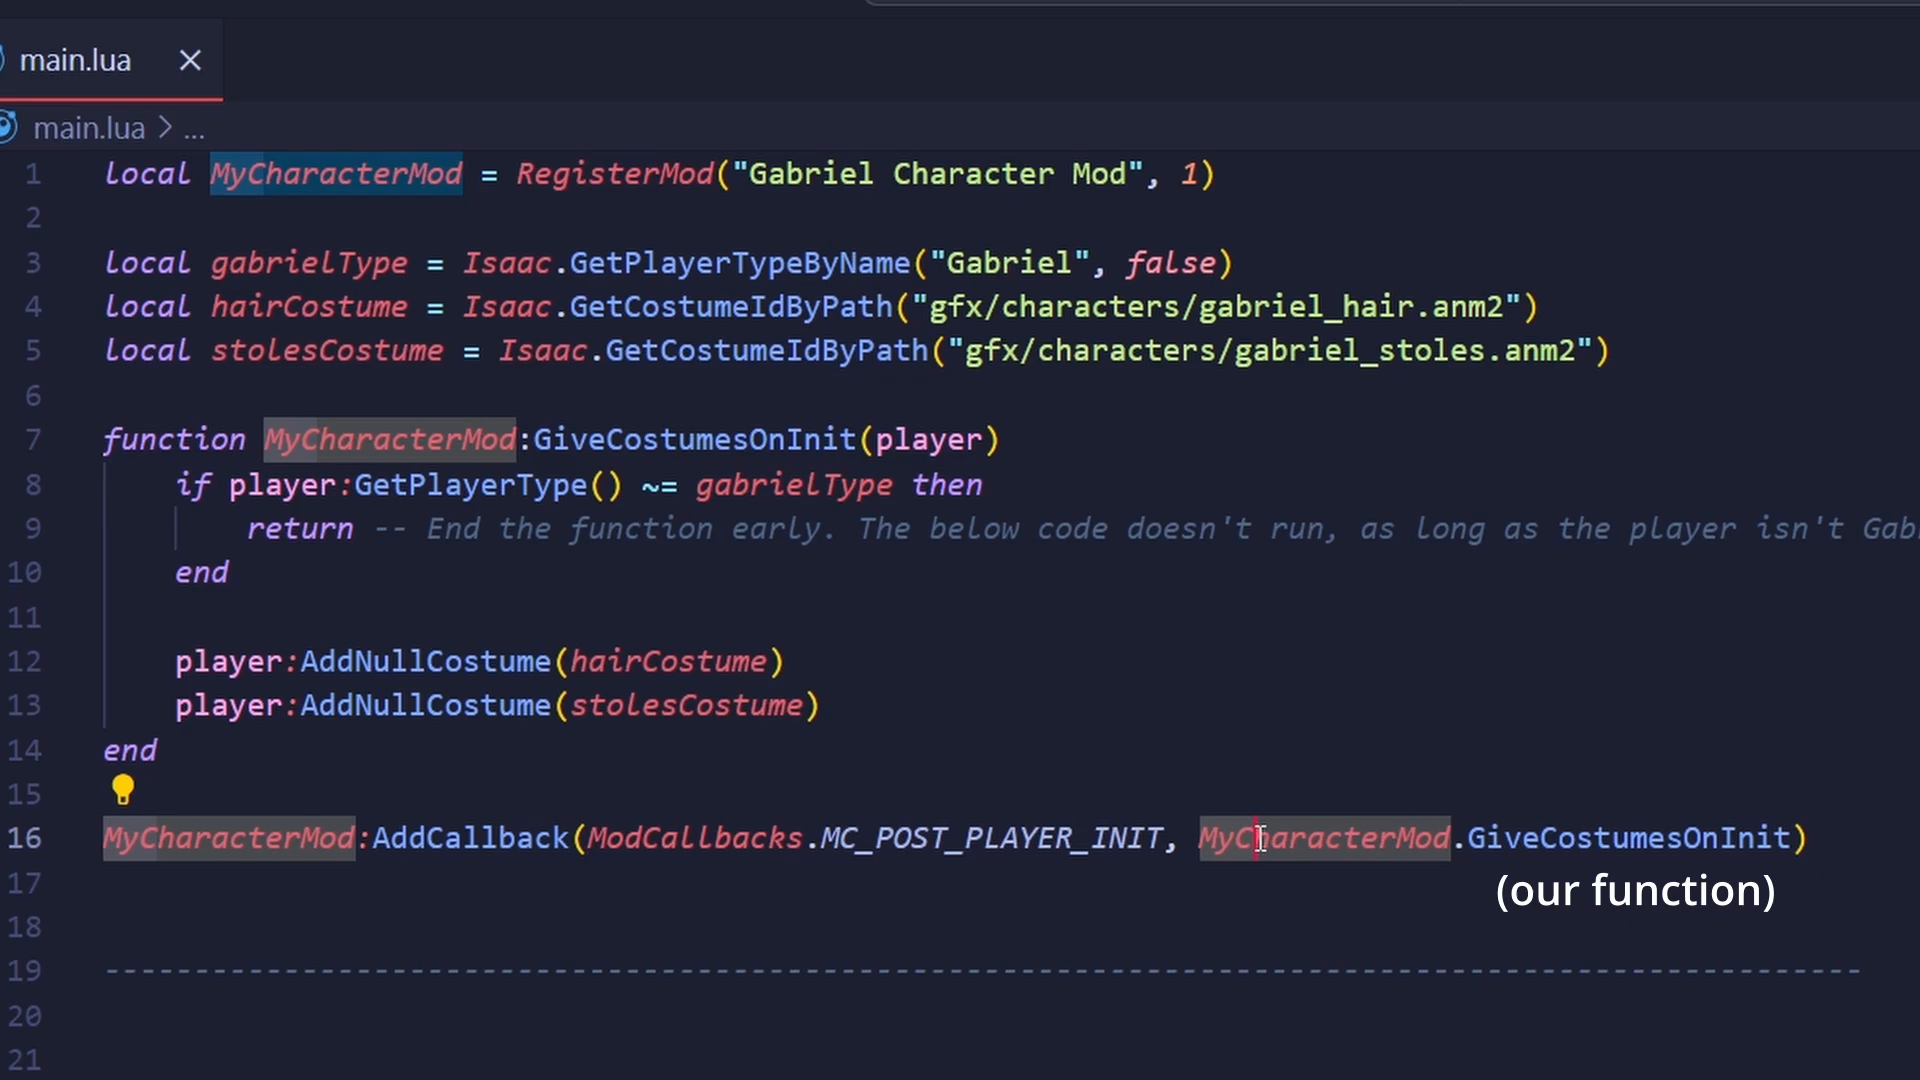 main.lua
main.lua > ...
1 local MyCharacterMod = RegisterMod("Gabriel Character Mod", 1)
2
3 local gabrielType = Isaac.GetPlayerTypeByName("Gabriel", false)
4 local hairCostume = Isaac.GetCostumeIdByPath("gfx/characters/gabriel_hair.anm2")
5 local stolesCostume = Isaac.GetCostumeIdByPath("gfx/characters/gabriel_stoles.anm2")
6
7 function MyCharacterMod:GiveCostumesOnInit(player)
8 if player:GetPlayerType() ~= gabrielType then
9 return -- End the function early. The below code doesn't run, as long as the player isn't Gab
10 end
11
12 player:AddNullCostume(hairCostume)
13 player:AddNullCostume(stolesCostume)
14 end
15
16 MyCharacterMod:AddCallback(ModCallbacks.MC_POST_PLAYER_INIT, MyCharacterMod.GiveCostumesOnInit)
17 (our function)
18
19 --------------------------------------------------------------------------------------------------
20
21